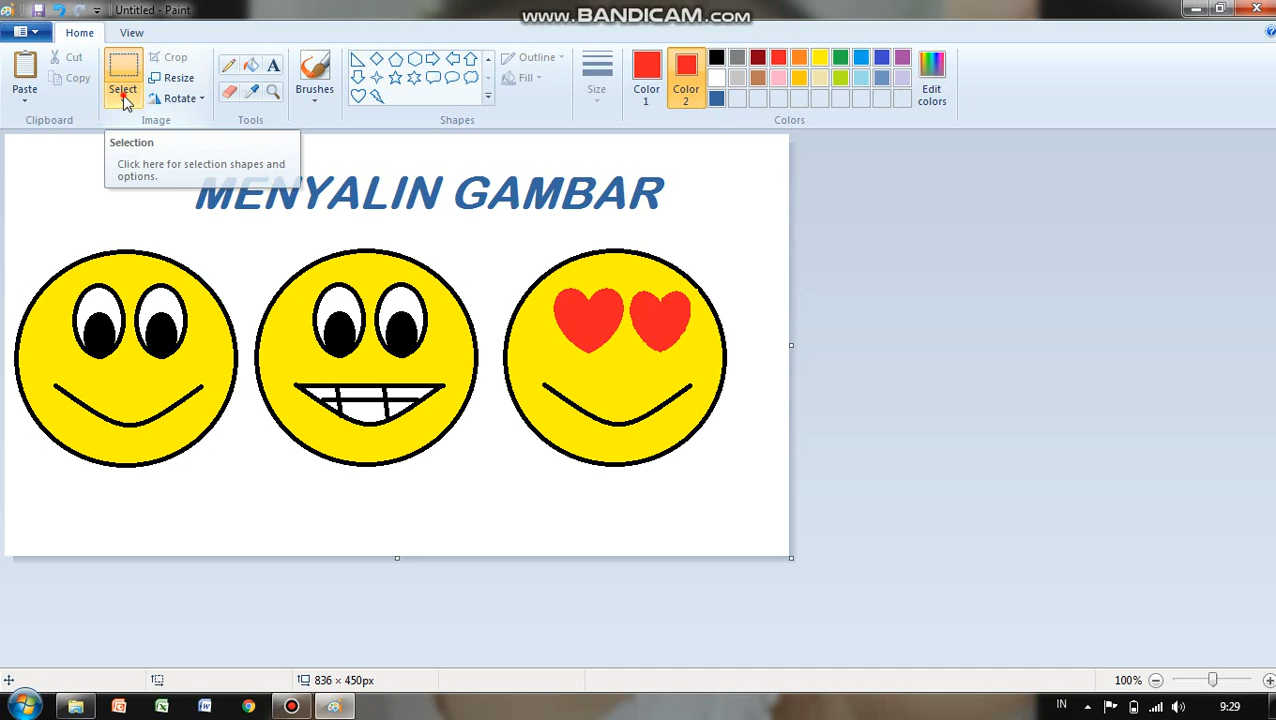 Untitled - Paint
www.BANDICAM.com
Home
View
Paste
Cut
Copy
Clipboard
Select
Crop
Resize
Rotate
Image
A
Tools
Brushes
Outline
Fill
Shapes
Size
Color 1
Color 2
Edit colors
Colors
Selection
Click here for selection shapes and
options.
MENYALIN GAMBAR
836 × 450px
100%
IN
9:29